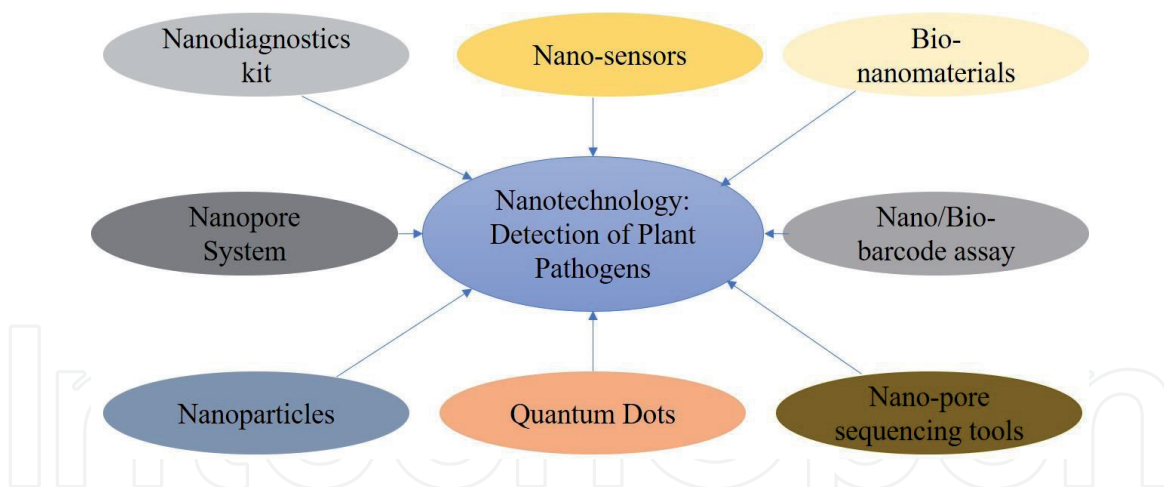 Nanodiagnostics
kit
Nano-sensors
Bio-
nanomaterials
Nanopore
System
Nanotechnology:
Detection of Plant
Pathogens
Nano/Bio-
barcode assay
Nanoparticles
Quantum Dots
Nano-pore
sequencing tools
IntechOpen